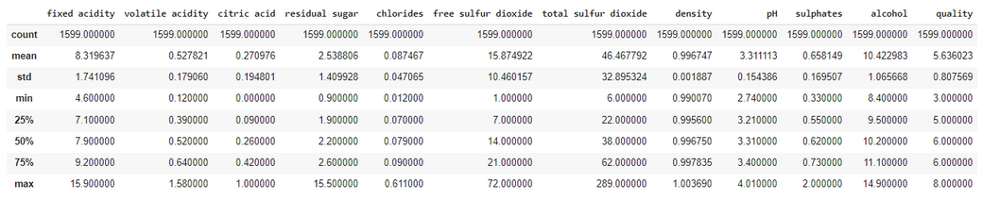 fixed acidity volatile acidity citric acid residual sugar chlorides free sulfur dioxide total sulfur dioxide density pH sulphates alcohol quality
count 1599.000000 1599.000000 1599.000000 1599.000000 1599.000000 1599.000000 1599.000000 1599.000000 1599.000000 1599.000000 1599.000000 1599.000000
mean 8.319637 0.527821 0.270976 2.538806 0.087467 15.874922 46.467792 0.996747 3.311113 0.658149 10.422983 5.636023
std 1.741096 0.179060 0.194801 1.409928 0.047065 10.460157 32.895324 0.001887 0.154386 0.169507 1.065668 0.807569
min 4.600000 0.120000 0.000000 0.900000 0.012000 1.000000 6.000000 0.990070 2.740000 0.330000 8.400000 3.000000
25% 7.100000 0.390000 0.090000 1.900000 0.070000 7.000000 22.000000 0.995600 3.210000 0.550000 9.500000 5.000000
50% 7.900000 0.520000 0.260000 2.200000 0.079000 14.000000 38.000000 0.996750 3.310000 0.620000 10.200000 6.000000
75% 9.200000 0.640000 0.420000 2.600000 0.090000 21.000000 62.000000 0.997835 3.400000 0.730000 11.100000 6.000000
max 15.900000 1.580000 1.000000 15.500000 0.611000 72.000000 289.000000 1.003690 4.010000 2.000000 14.900000 8.000000